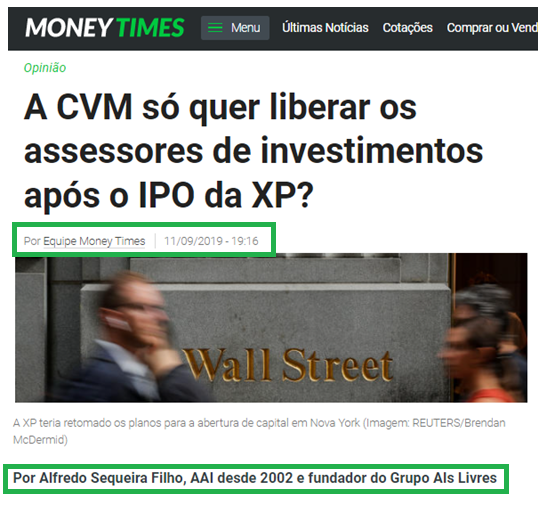 MONEY TIMES Menu Últimas Notícias Cotações Comprar ou Vend
Opinião
A CVM só quer liberar os
assessores de investimentos
após o IPO da XP?
Por Equipe Money Times 11/09/2019 - 19:16
Wall Street
A XP teria retomado os planos para a abertura de capital em Nova York (Imagem: REUTERS/Brendan
McDermid)
Por Alfredo Sequeira Filho, AAI desde 2002 e fundador do Grupo AIs Livres